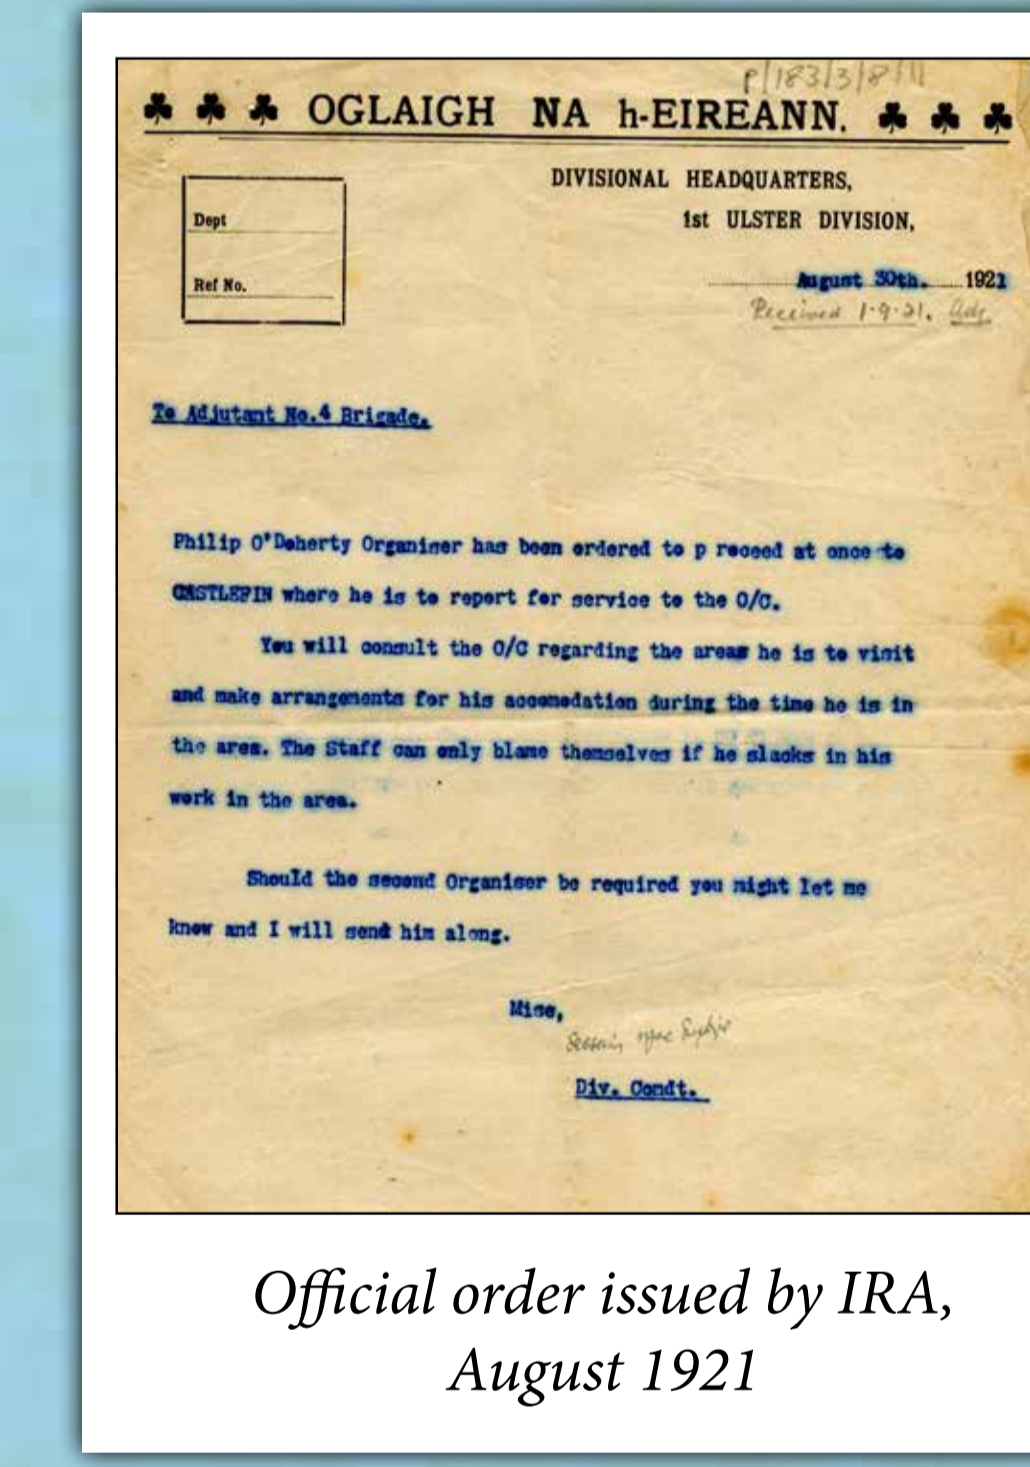 P/183/3/8/11
OGLAIGH NA h-EIREANN.
DIVISIONAL HEADQUARTERS,
1st ULSTER DIVISION,
Dept
Ref No.
August 30th. 1921
Received 1.9.21. Adj.
To Adjutant No.4 Brigade.
Philip O'Doherty Organiser has been ordered to p roceed at once to
CASTLEFIN where he is to report for service to the O/C.
You will consult the O/C regarding the areas he is to visit
and make arrangements for his accomodation during the time he is in
the area. The Staff can only blame themselves if he slacks in his
work in the area.
Should the second Organiser be required you might let me
know and I will send him along.
Mise,
Div. Comdt.
Official order issued by IRA,
August 1921